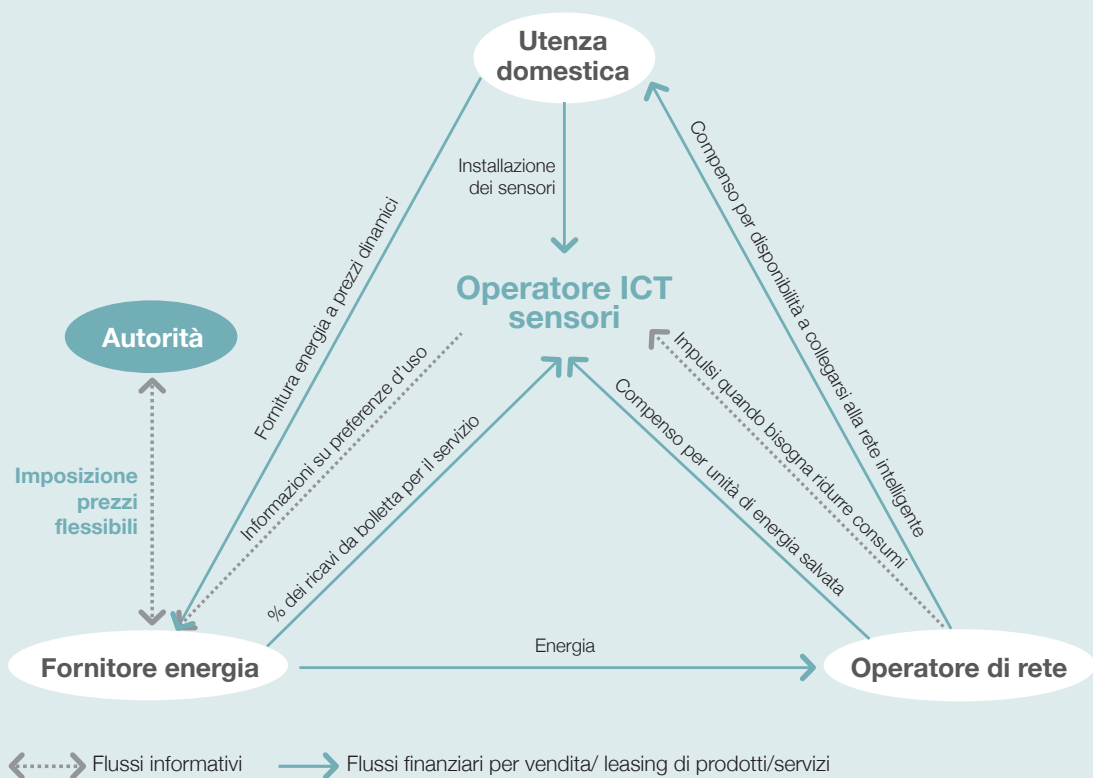 Utenza
domestica
Installazione
dei sensori
Fornitura energia a prezzi dinamici
Compenso per disponibilità a collegarsi alla rete intelligente
Operatore ICT
sensori
Autorità
Imposizione
prezzi
flessibili
Informazioni su preferenze d'uso
% dei ricavi da bolletta per il servizio
Compenso per unità di energia salvata
Impulsi quando bisogna ridurre consumi
Fornitore energia
Energia
Operatore di rete
Flussi informativi
Flussi finanziari per vendita/ leasing di prodotti/servizi